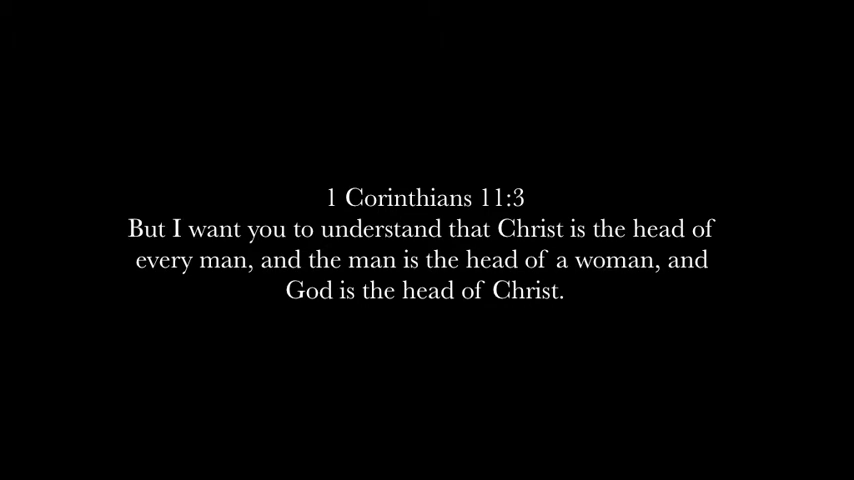 1 Corinthians 11:3
But I want you to understand that Christ is the head of
every man, and the man is the head of a woman, and
God is the head of Christ.